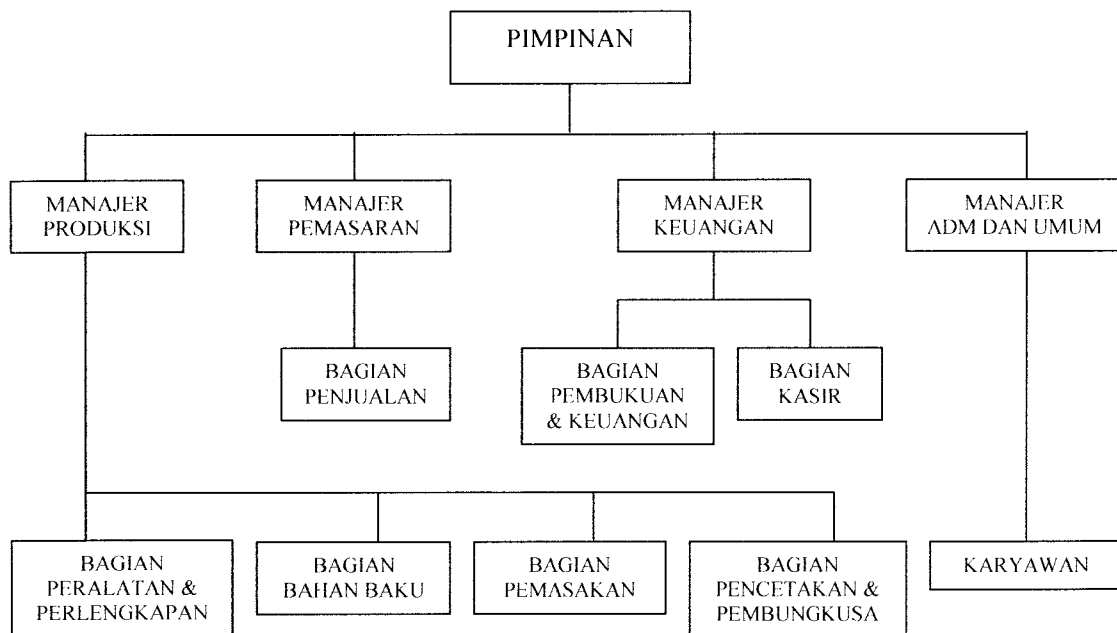 PIMPINAN
MANAJER
PRODUKSI
MANAJER
PEMASARAN
MANAJER
KEUANGAN
MANAJER
ADM DAN UMUM
BAGIAN
PENJUALAN
BAGIAN
PEMBUKUAN
& KEUANGAN
BAGIAN
KASIR
BAGIAN
PERALATAN &
PERLENGKAPAN
BAGIAN
BAHAN BAKU
BAGIAN
PEMASAKAN
BAGIAN
PENCETAKAN &
PEMBUNGKUSA
KARYAWAN